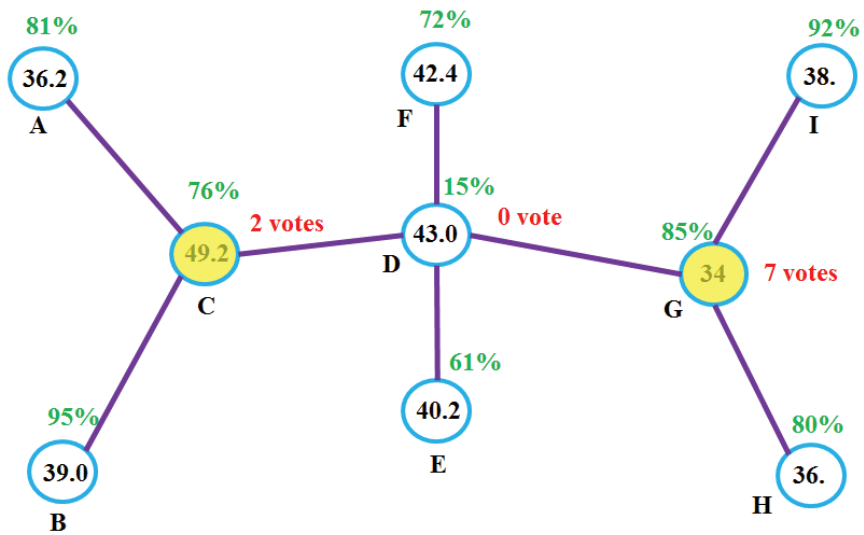 81%
72%
92%
36.2
42.4
38.
A
F
I
76%
15%
2 votes
0 vote
85%
49.2
43.0
34
D
7 votes
C
G
61%
95%
40.2
80%
39.0
36.
E
H
B